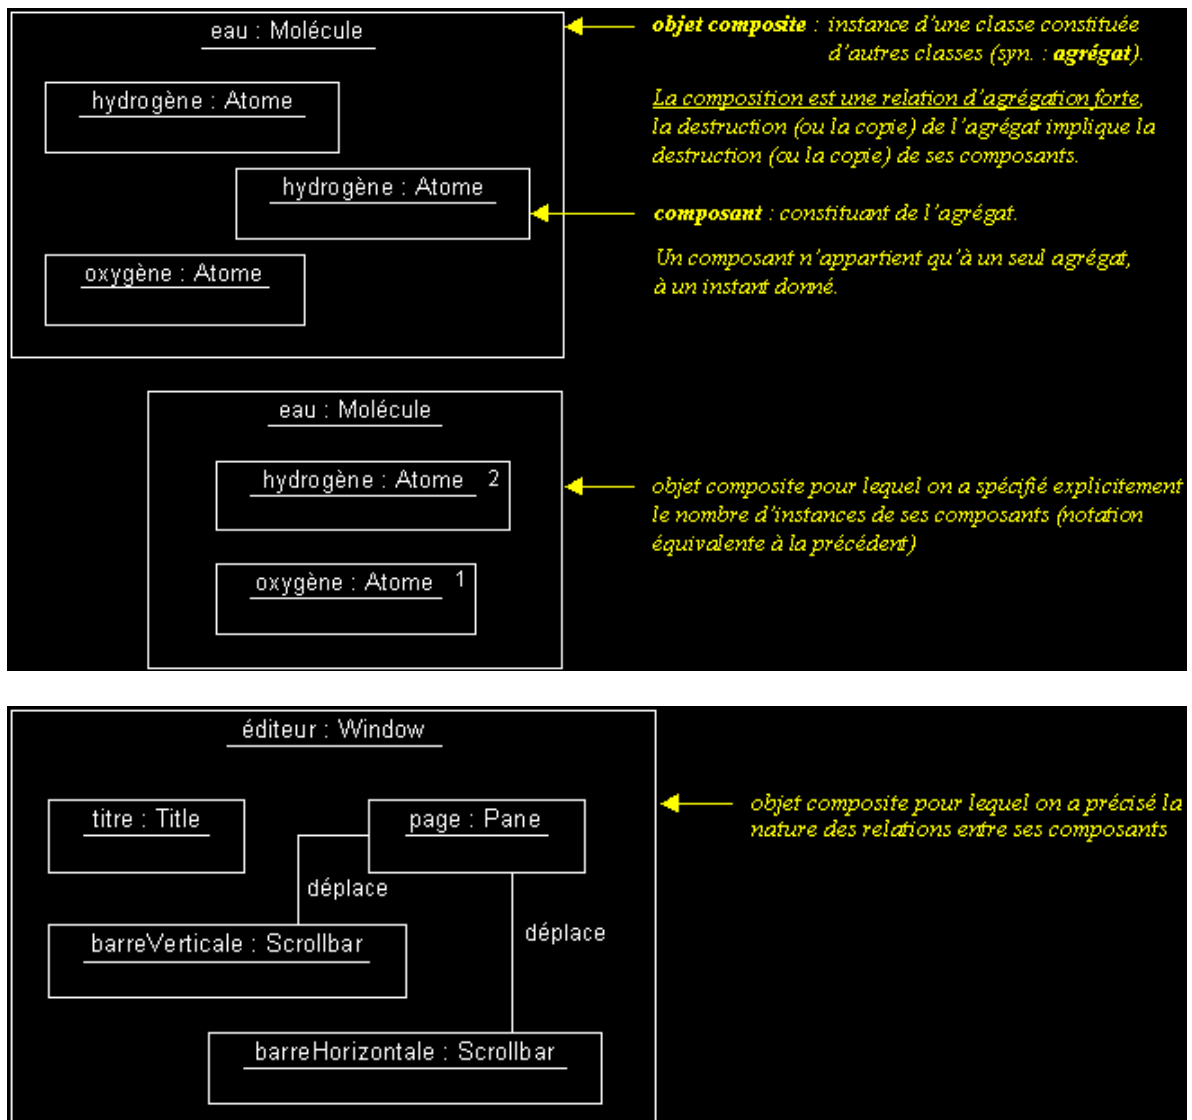 eau : Molécule
objet composite : instance d'une classe constituée
d'autres classes (syn. : agrégat).
La composition est une relation d'agrégation forte,
la destruction (ou la copie) de l'agrégat implique la
destruction (ou la copie) de ses composants.
hydrogène : Atome
hydrogène : Atome
composant : constituant de l'agrégat.
Un composant n'appartient qu'à un seul agrégat,
à un instant donné.
oxygène : Atome
eau : Molécule
hydrogène : Atome 2
oxygène : Atome 1
objet composite pour lequel on a spécifié explicitement
le nombre d'instances de ses composants (notation
équivalente à la précédent)
éditeur : Window
titre : Title
page : Pane
objet composite pour lequel on a précisé la
nature des relations entre ses composants
déplace
déplace
barreVerticale : Scrollbar
barreHorizontale : Scrollbar